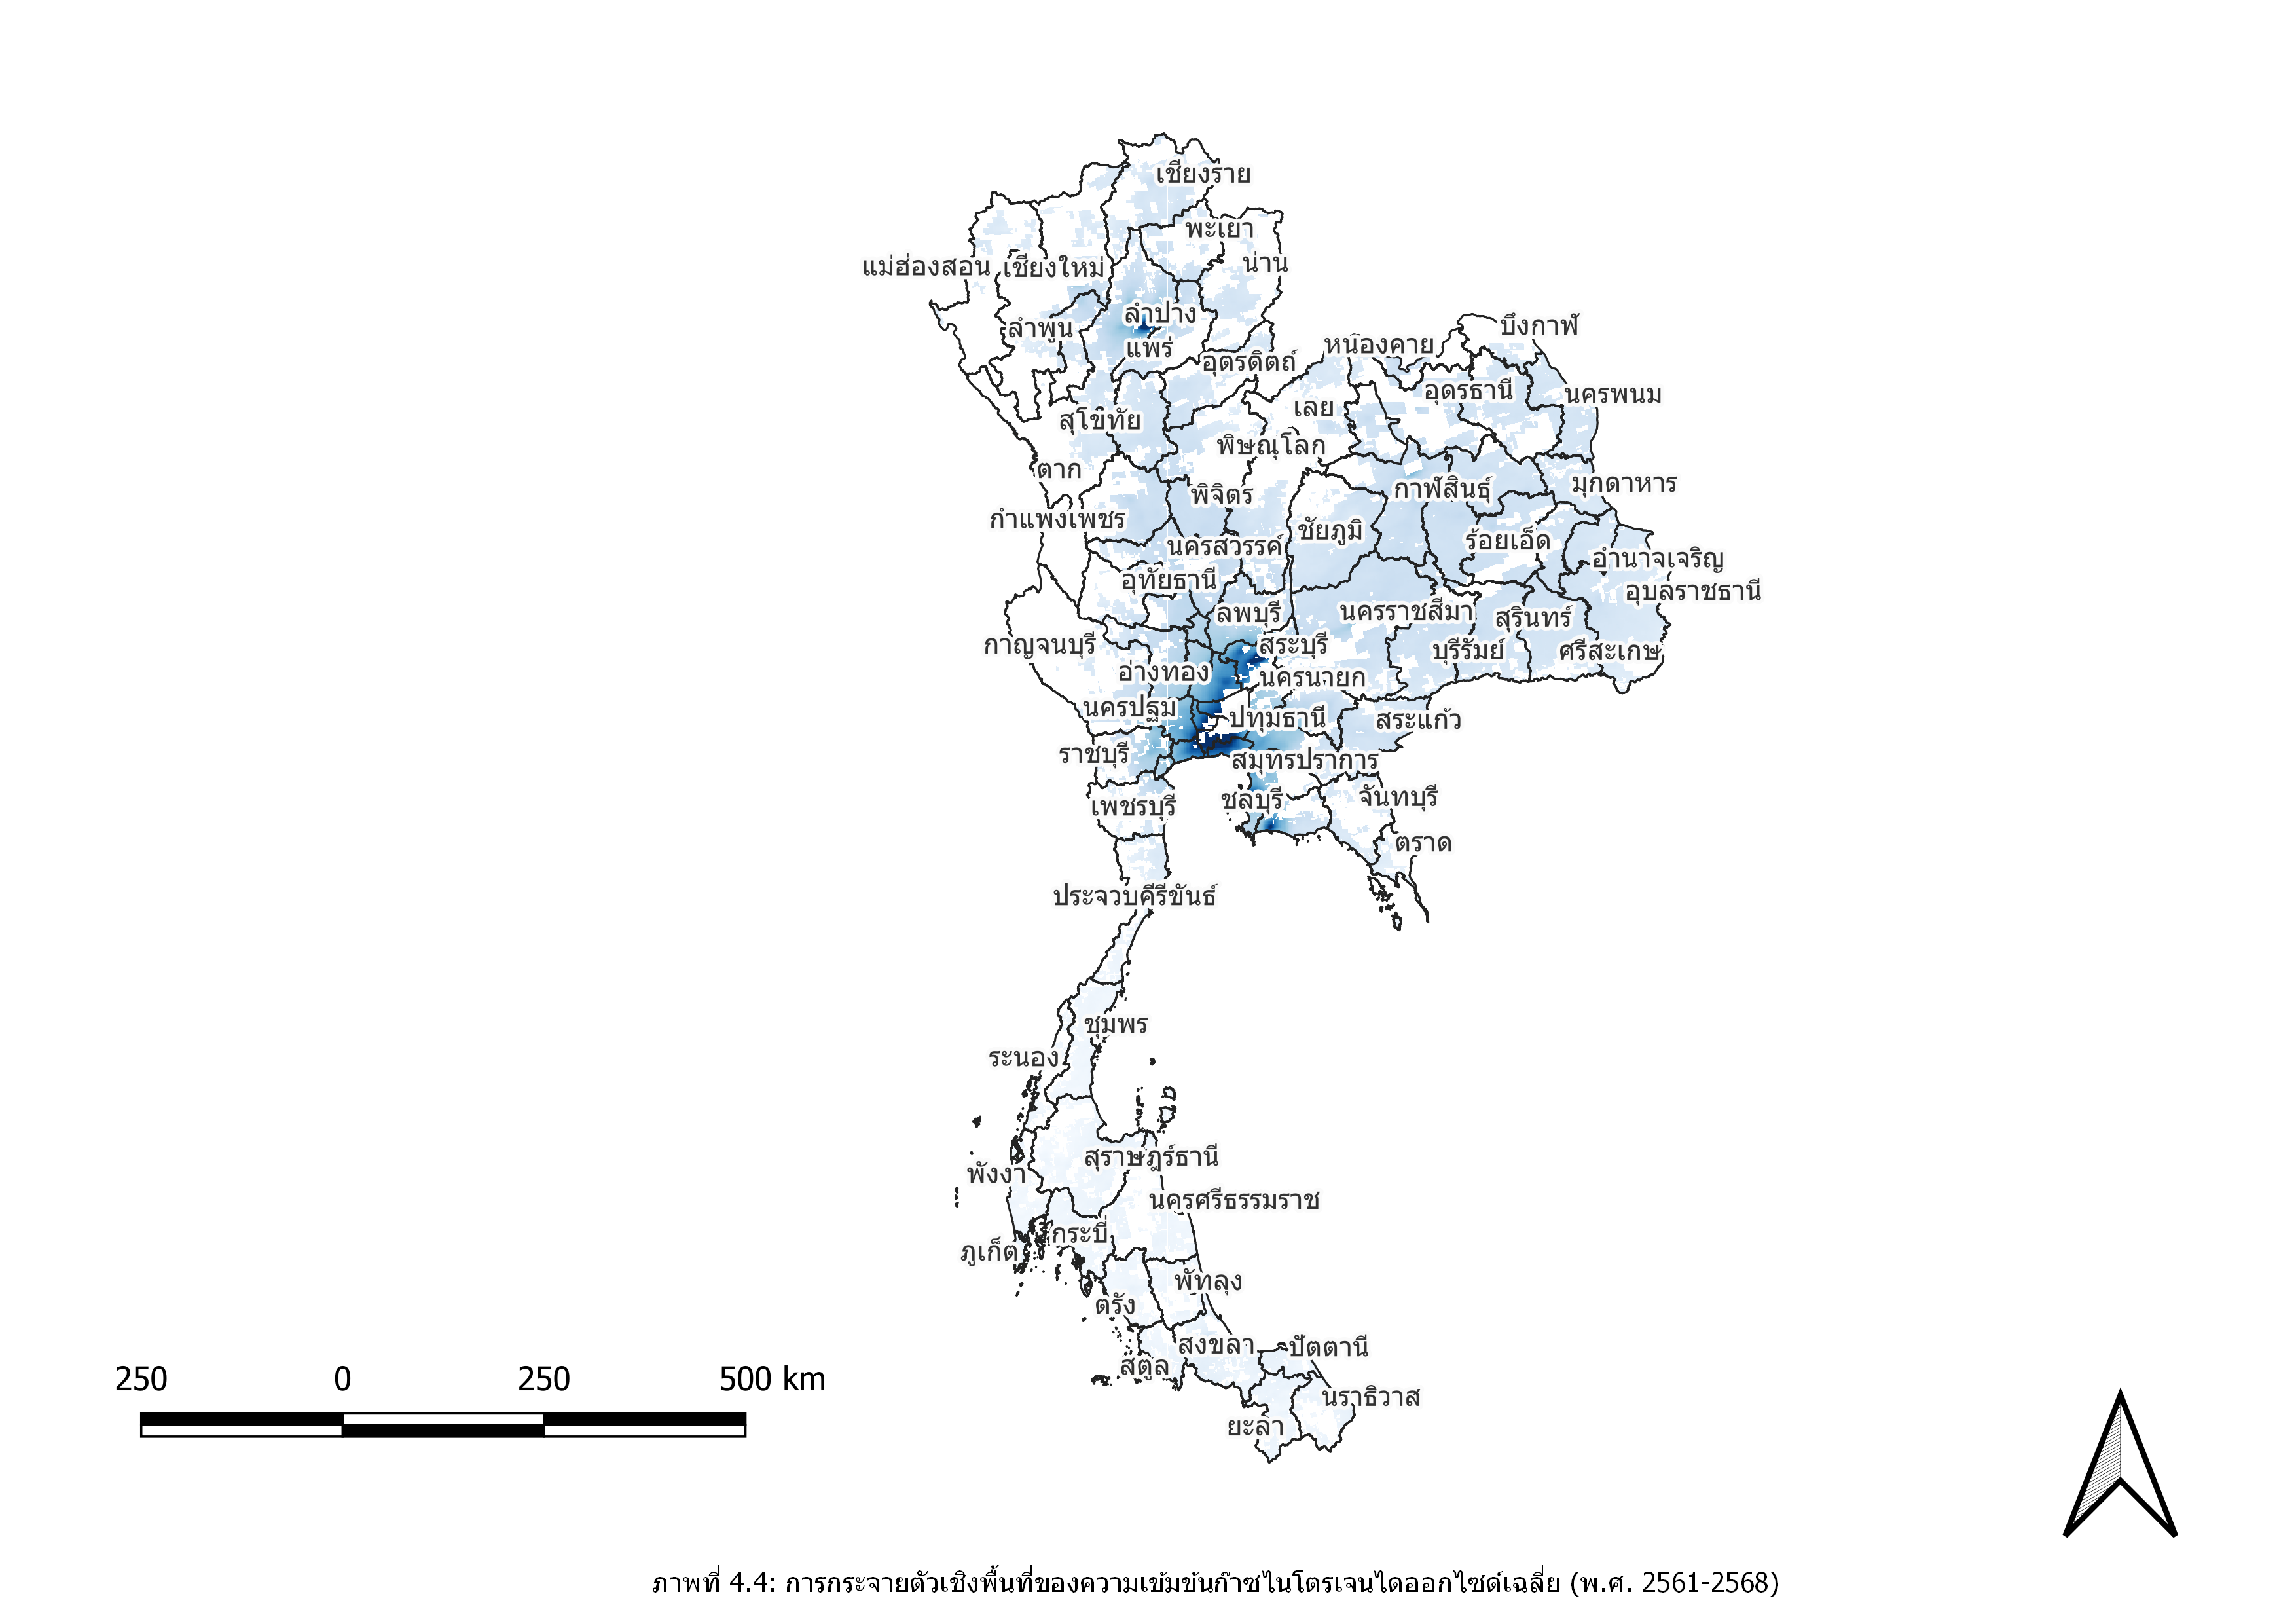 เชียงราย
พะเยา
น่าน
แม่ฮ่องสอน
เชียงใหม่
ลำปาง
ลำพูน
แพร่
อุตรดิตถ์
หนองคาย
บึงกาฬ
อุดรธานี
นครพนม
เลย
สุโขทัย
พิษณุโลก
ตาก
พิจิตร
กาฬสินธุ์
มุกดาหาร
กำแพงเพชร
ชัยภูมิ
นครสวรรค์
ร้อยเอ็ด
อำนาจเจริญ
อุทัยธานี
อุบลราชธานี
ลพบุรี
นครราชสีมา
สุรินทร์
กาญจนบุรี
สระบุรี
บุรีรัมย์
ศรีสะเกษ
อ่างทอง
นครนายก
นครปฐม
ปทุมธานี
สระแก้ว
ราชบุรี
สมุทรปราการ
เพชรบุรี
ชลบุรี
จันทบุรี
ตราด
ประจวบคีรีขันธ์
ชุมพร
ระนอง
สุราษฎร์ธานี
พังงา
นครศรีธรรมราช
กระบี่
ภูเก็ต
พัทลุง
ตรัง
สงขลา
ปัตตานี
สตูล
นราธิวาส
ยะลา
250 0 250 500 km
ภาพที่ 4.4: การกระจายตัวเชิงพื้นที่ของความเข้มข้นก๊าซไนโตรเจนไดออกไซด์เฉลี่ย (พ.ศ. 2561-2568)